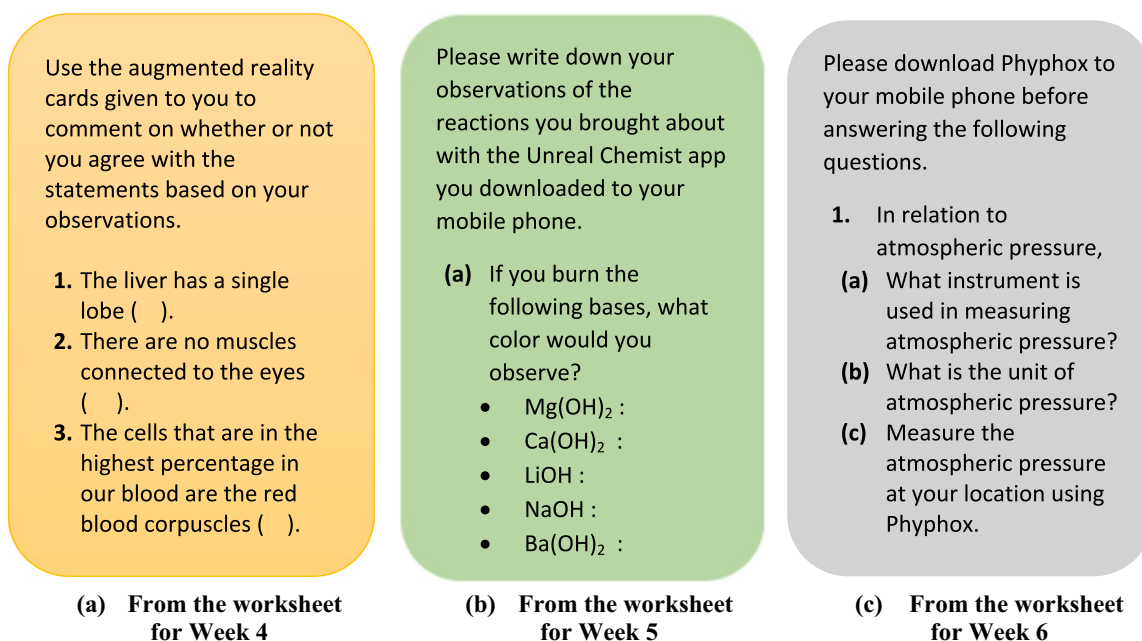 Use the augmented reality
cards given to you to
comment on whether or not
you agree with the
statements based on your
observations.
1. The liver has a single
lobe (   ).
2. There are no muscles
connected to the eyes
(   ).
3. The cells that are in the
highest percentage in
our blood are the red
blood corpuscles (   ).
(a) From the worksheet
for Week 4
Please write down your
observations of the
reactions you brought about
with the Unreal Chemist app
you downloaded to your
mobile phone.
(a) If you burn the
following bases, what
color would you
observe?
• Mg(OH)₂ :
• Ca(OH)₂ :
• LiOH :
• NaOH :
• Ba(OH)₂ :
(b) From the worksheet
for Week 5
Please download Phyphox to
your mobile phone before
answering the following
questions.
1. In relation to
atmospheric pressure,
(a) What instrument is
used in measuring
atmospheric pressure?
(b) What is the unit of
atmospheric pressure?
(c) Measure the
atmospheric pressure
at your location using
Phyphox.
(c) From the worksheet
for Week 6